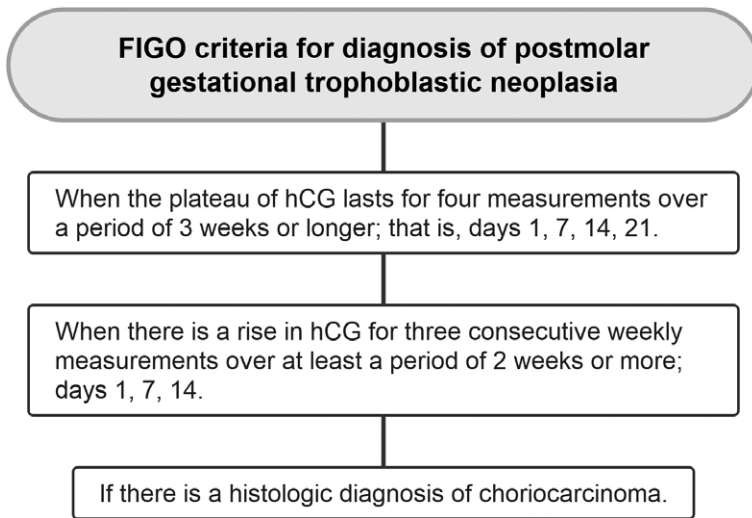 FIGO criteria for diagnosis of postmolar
gestational trophoblastic neoplasia
When the plateau of hCG lasts for four measurements over
a period of 3 weeks or longer; that is, days 1, 7, 14, 21.
When there is a rise in hCG for three consecutive weekly
measurements over at least a period of 2 weeks or more;
days 1, 7, 14.
If there is a histologic diagnosis of choriocarcinoma.